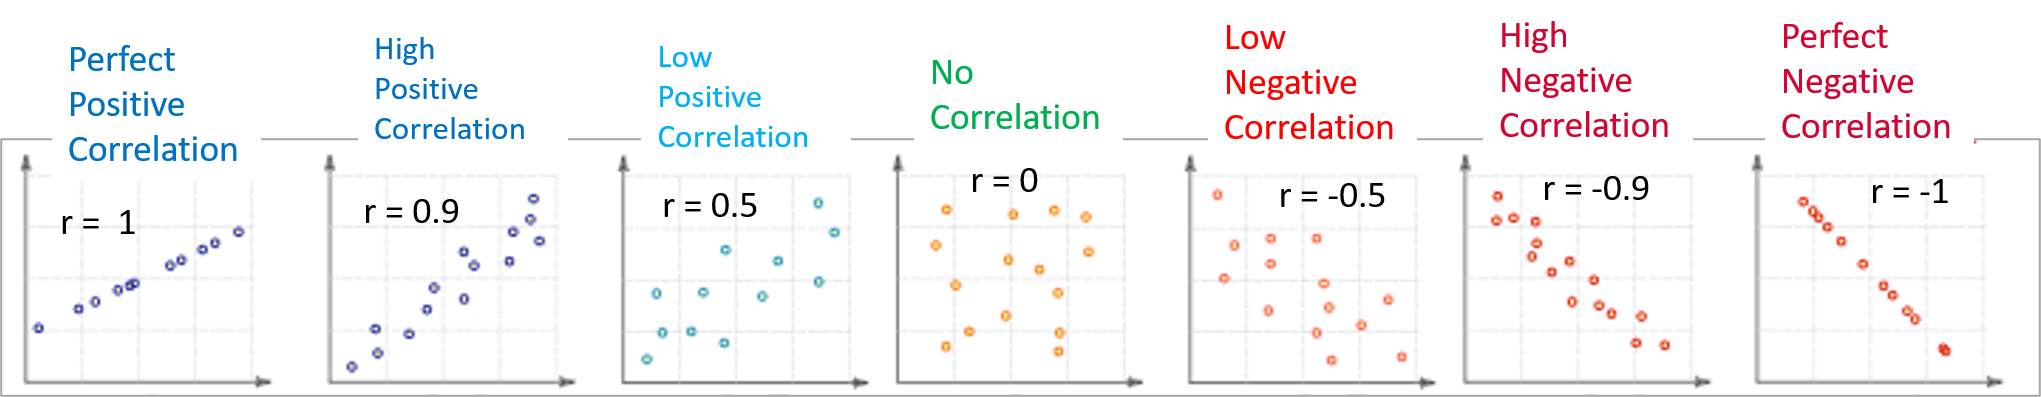 Perfect
Positive
Correlation
r =  1
High
Positive
Correlation
r = 0.9
Low
Positive
Correlation
r = 0.5
No
Correlation
r = 0
Low
Negative
Correlation
r = -0.5
High
Negative
Correlation
r = -0.9
Perfect
Negative
Correlation
r = -1